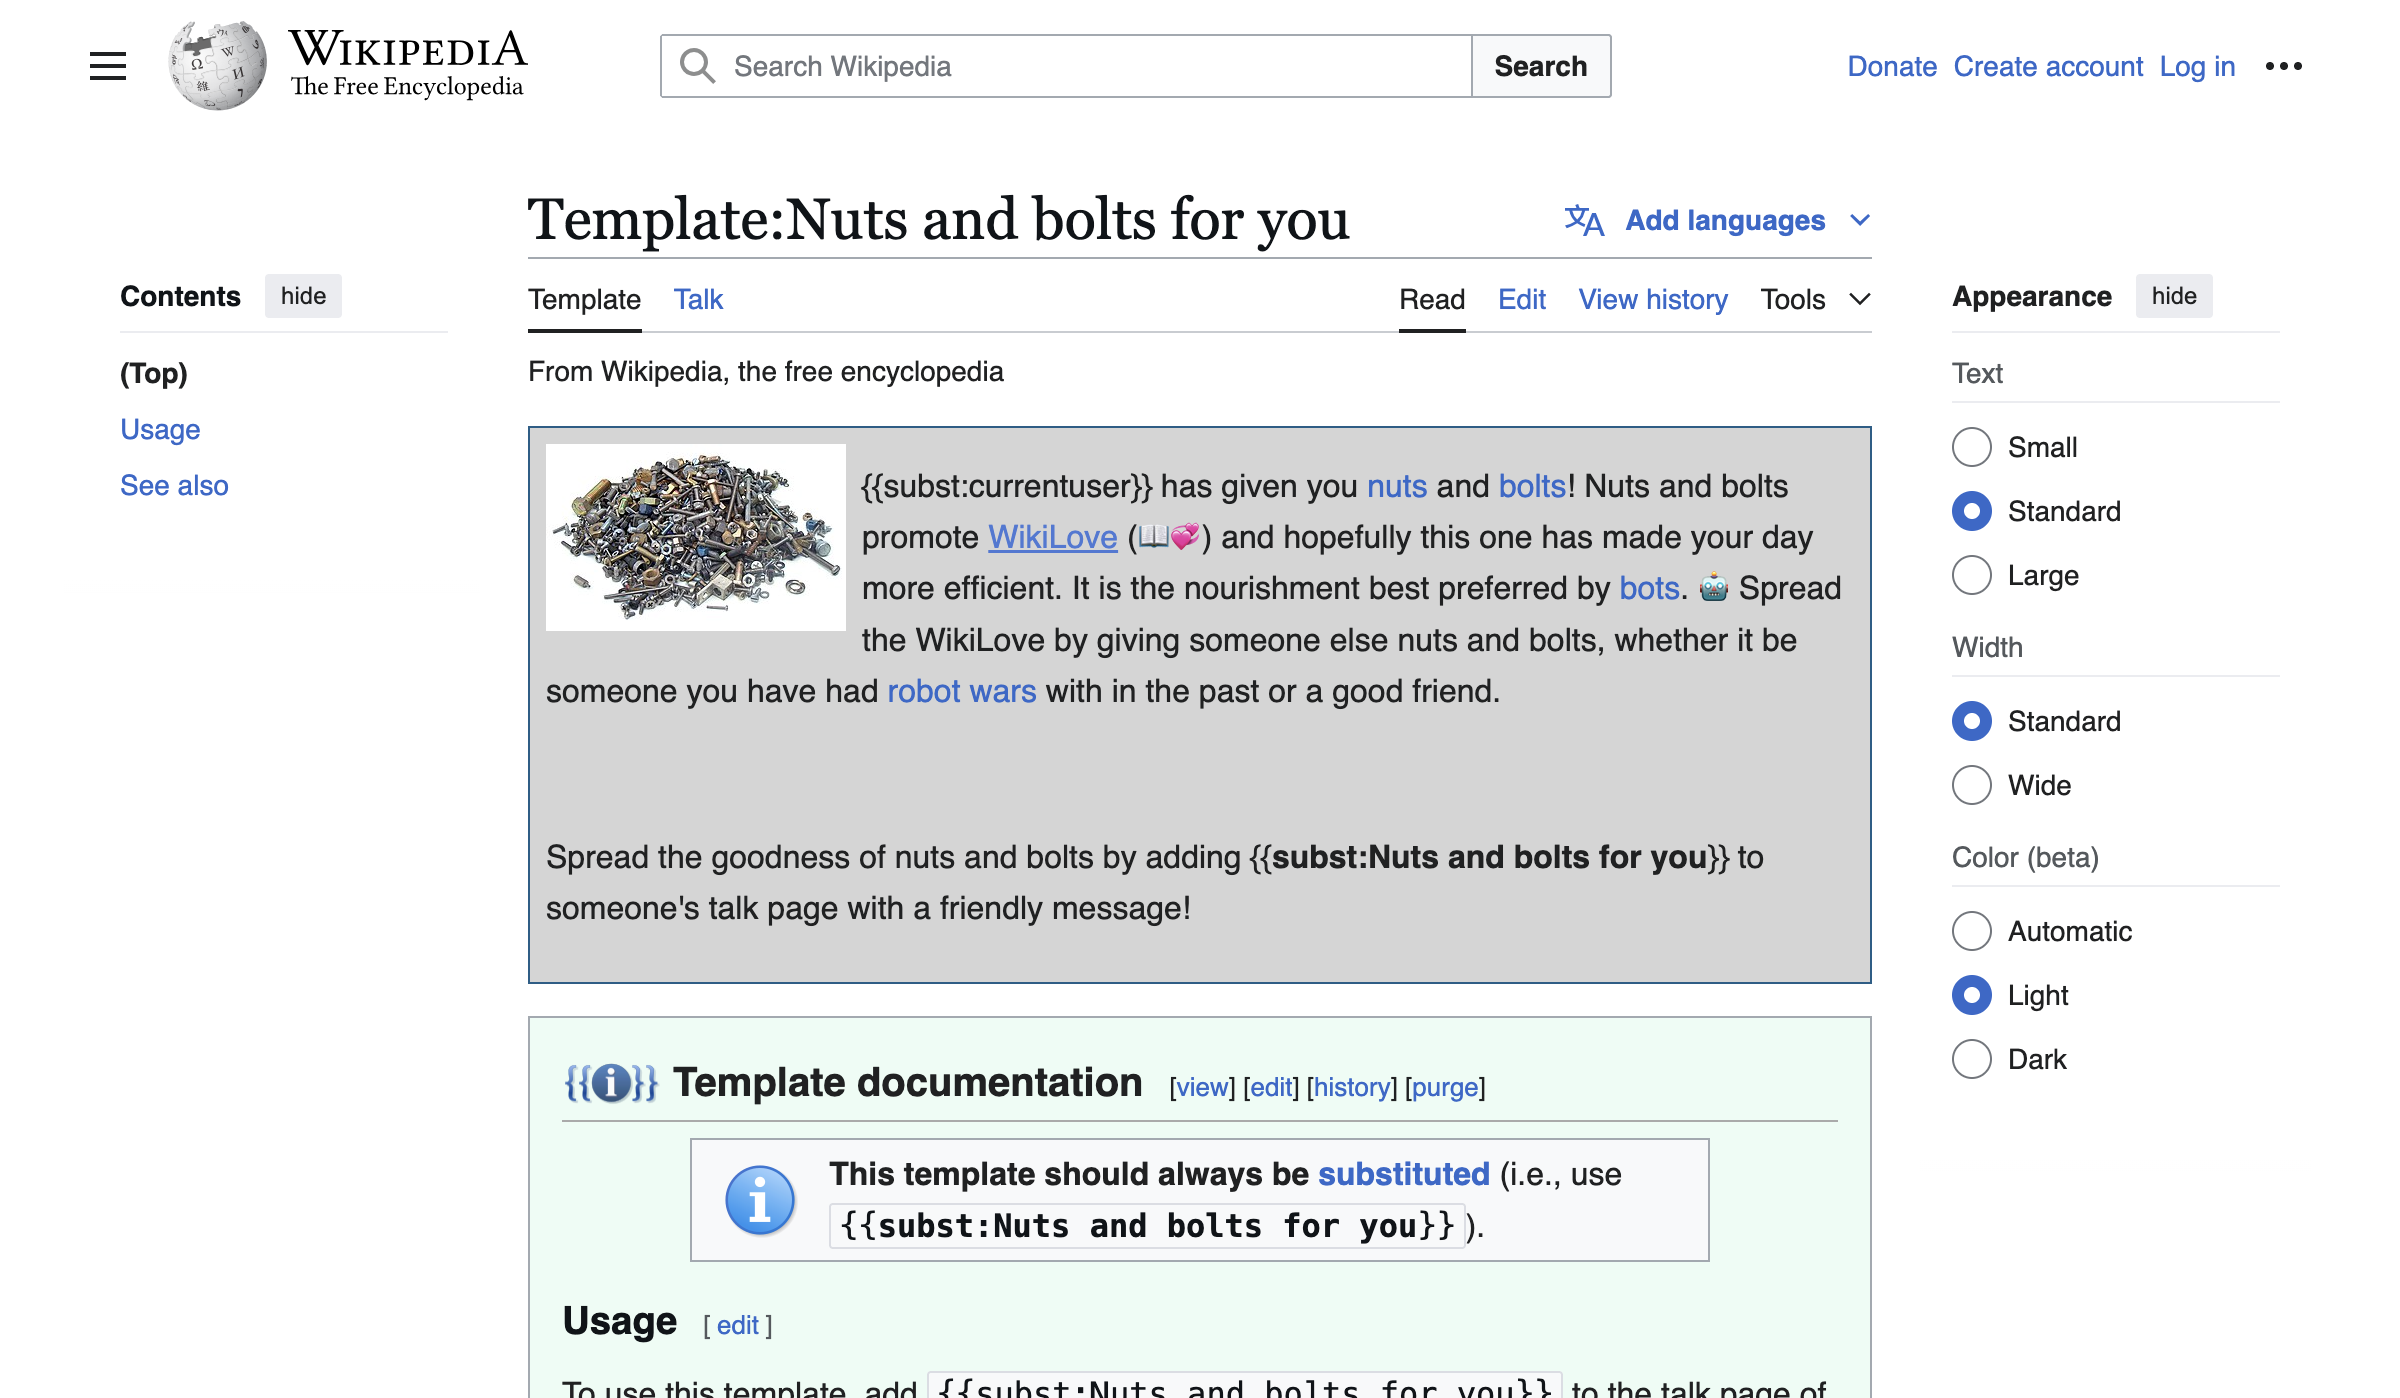 WIKIPEDIA
The Free Encyclopedia
Search Wikipedia
Search
Donate Create account Log in
Template:Nuts and bolts for you
Add languages
Contents hide
(Top)
Usage
See also
Template Talk
Read Edit View history Tools
From Wikipedia, the free encyclopedia
{{subst:currentuser}} has given you nuts and bolts! Nuts and bolts
promote WikiLove (📖💞) and hopefully this one has made your day
more efficient. It is the nourishment best preferred by bots. 🤖 Spread
the WikiLove by giving someone else nuts and bolts, whether it be
someone you have had robot wars with in the past or a good friend.
Spread the goodness of nuts and bolts by adding {{subst:Nuts and bolts for you}} to
someone's talk page with a friendly message!
Template documentation [view] [edit] [history] [purge]
This template should always be substituted (i.e., use
{{subst:Nuts and bolts for you}}).
Usage [ edit ]
To use this template, add {{subst:Nuts and bolts for you}} to the talk page of
Appearance hide
Text
Small
Standard
Large
Width
Standard
Wide
Color (beta)
Automatic
Light
Dark